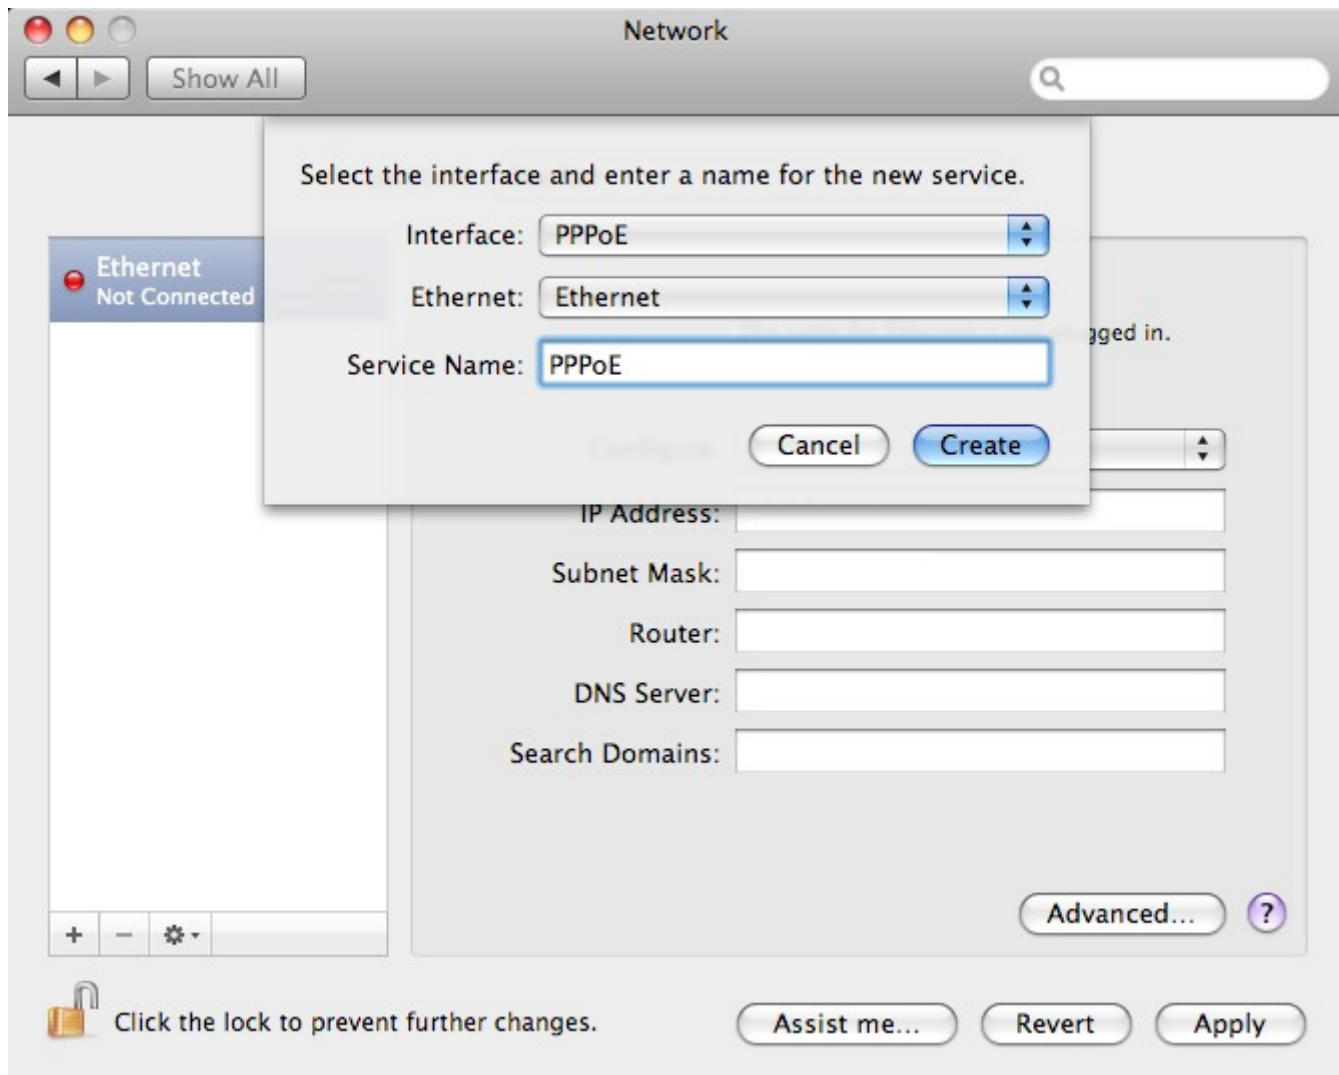 Network
Show All
Select the interface and enter a name for the new service.
Interface: PPPoE
Ethernet
Not Connected
Ethernet: Ethernet
gged in.
Service Name: PPPoE
Cancel
Create
IP Address:
Subnet Mask:
Router:
DNS Server:
Search Domains:
Advanced...
?
Click the lock to prevent further changes.
Assist me...
Revert
Apply